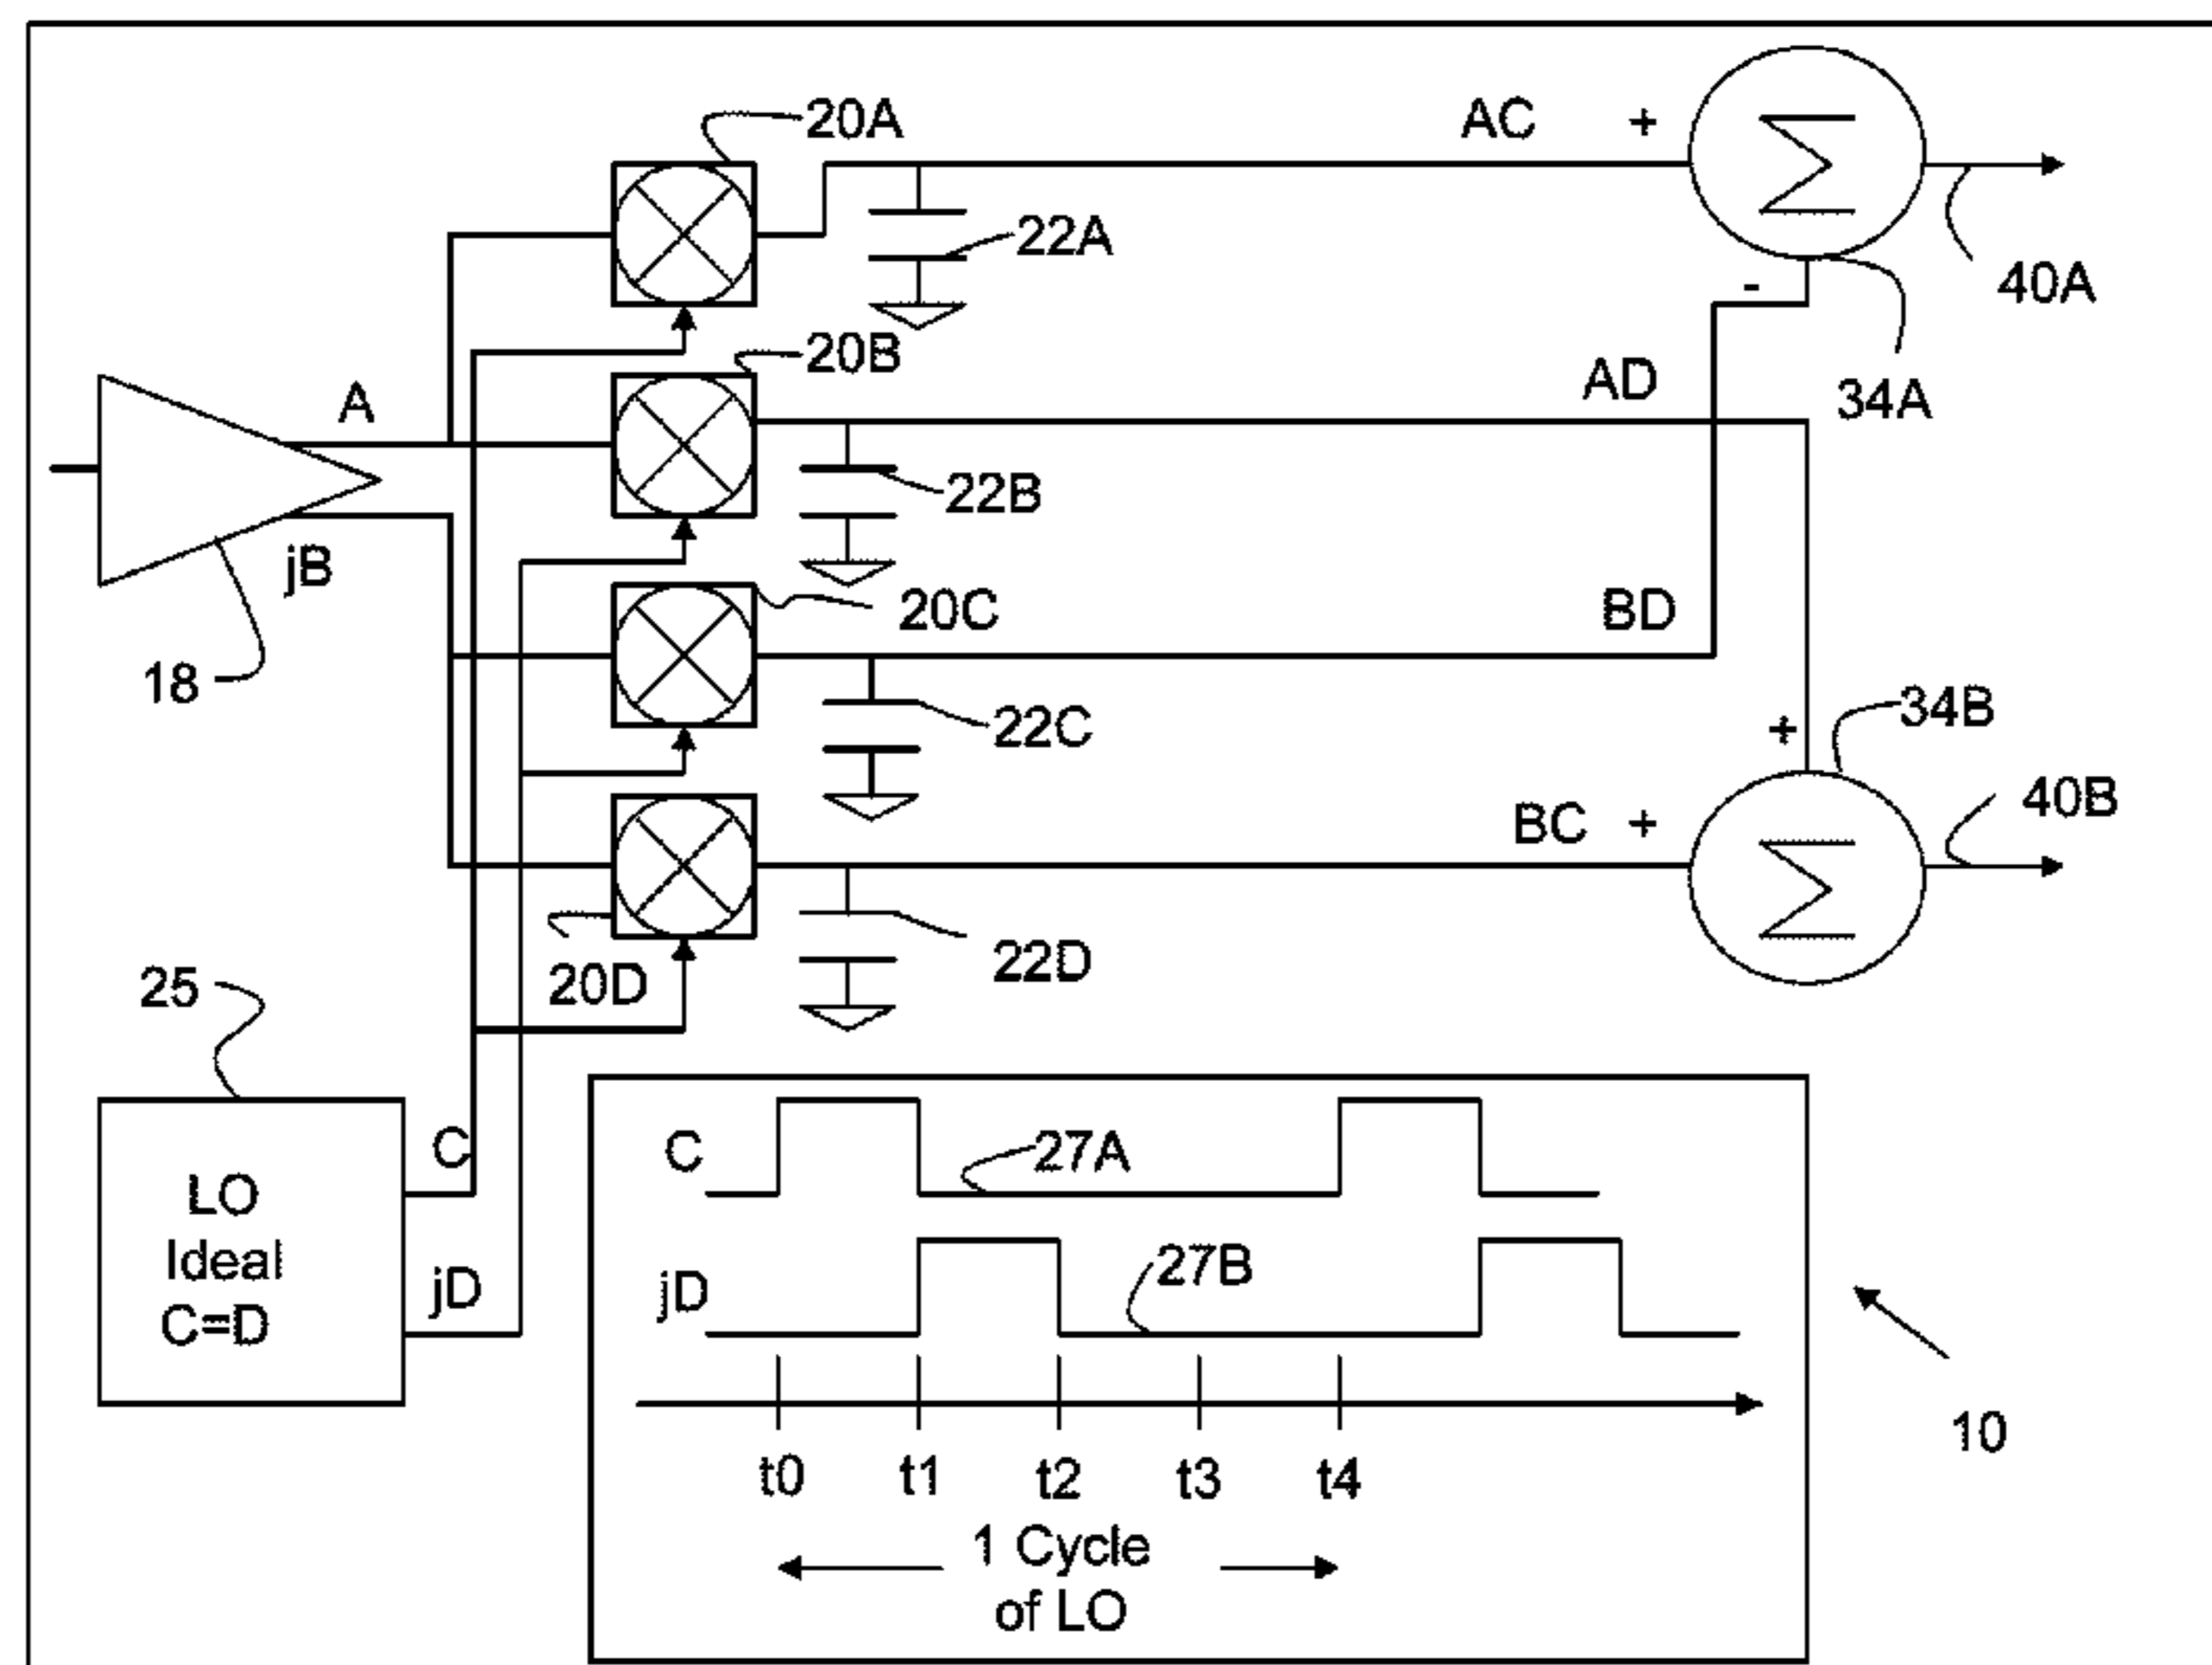 20A
AC +
40A
22A
-
34A
20B
AD
A
22B
jB
18
20C
BD
22C
+
34B
BC +
40B
20D
22D
25
LO
Ideal
C=D
C
jD
C
27A
jD
27B
t0 t1 t2 t3 t4
1 Cycle
of LO
10